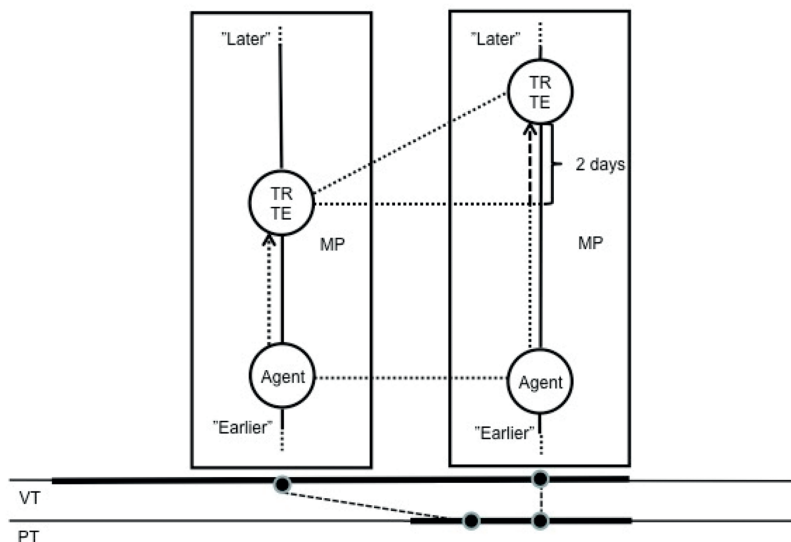 ”Later”
TR
TE
MP
Agent
”Earlier”
”Later”
TR
TE
2 days
MP
Agent
”Earlier”
VT
PT